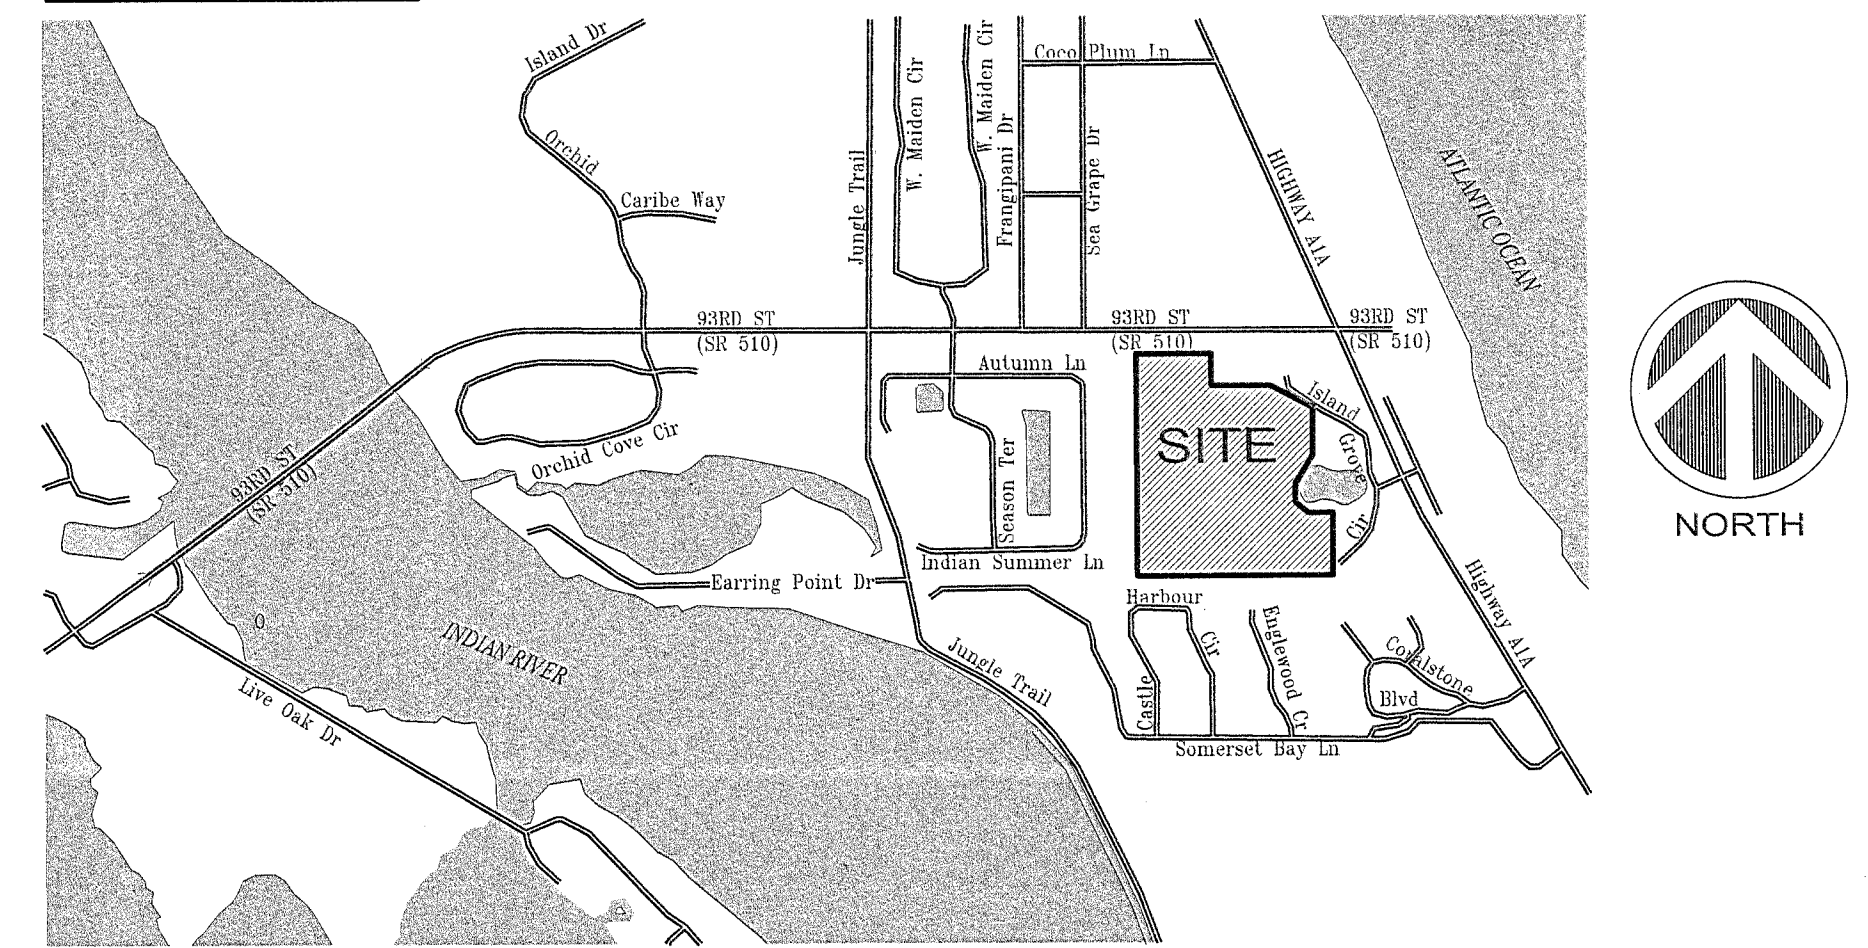 Island Dr
Orchid
Caribe Way
Jungle Trail
W. Maiden Cir
W. Maiden Cir
Frangipani Dr
Coco Plum Ln
Sea Grape Dr
HIGHWAY A1A
ATLANTIC OCEAN
93RD ST
(SR 510)
93RD ST
(SR 510)
93RD ST
(SR 510)
Autumn Ln
Island
Grove
Cir
SITE
Orchid Cove Cir
Season Ter
93RD ST
(SR 510)
NORTH
Indian Summer Ln
Earring Point Dr
Harbour
Cir
Castle
Englewood Cr
Highway A1A
Coralstone
Blvd
INDIAN RIVER
Jungle Trail
Live Oak Dr
Somerset Bay Ln